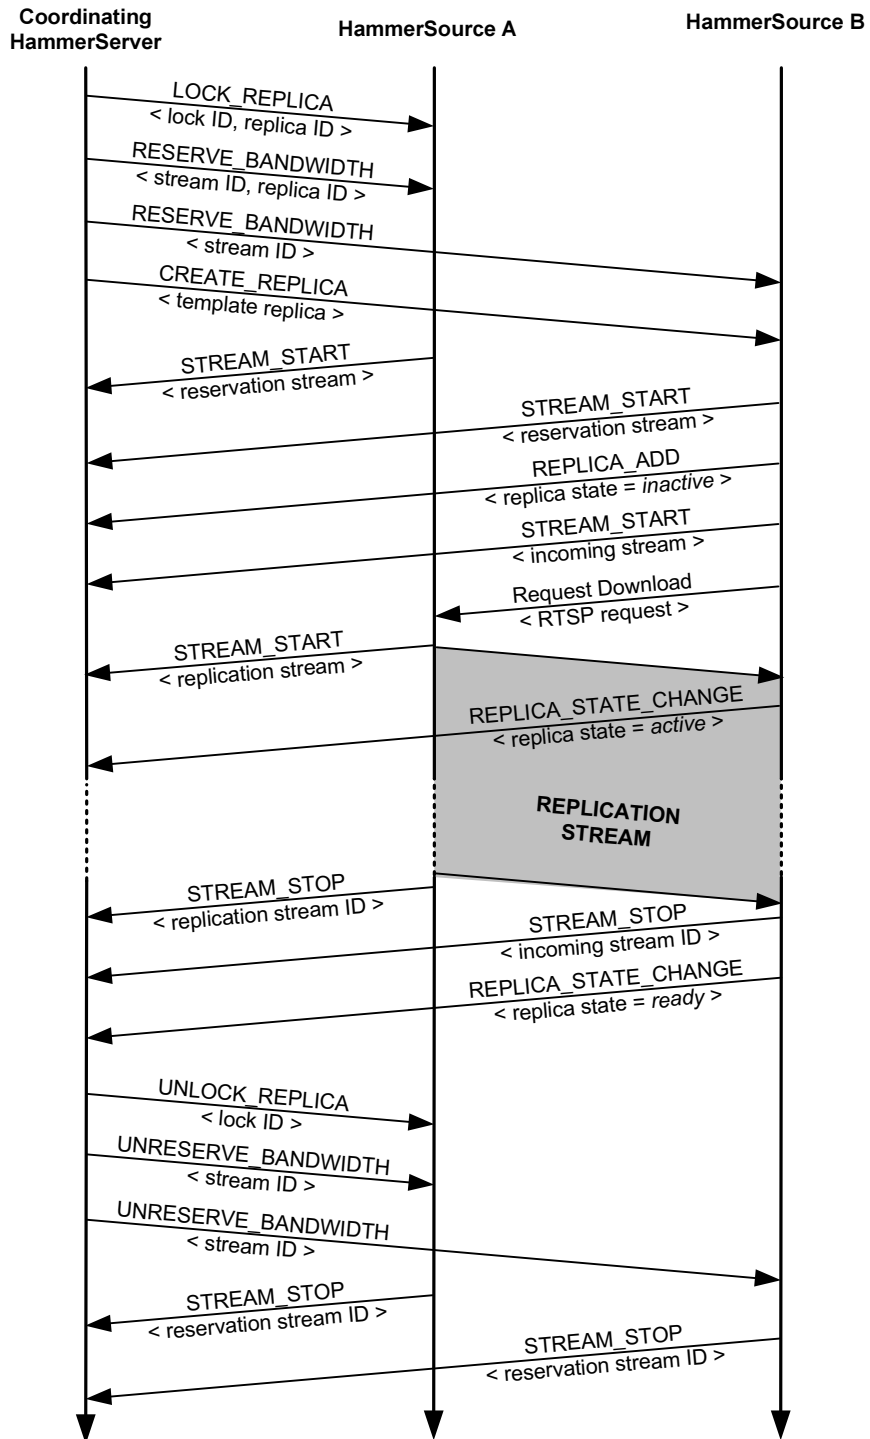 Coordinating
HammerServer
HammerSource A
HammerSource B
LOCK_REPLICA
< lock ID, replica ID >
RESERVE_BANDWIDTH
< stream ID, replica ID >
RESERVE_BANDWIDTH
< stream ID >
CREATE_REPLICA
< template replica >
STREAM_START
< reservation stream >
STREAM_START
< reservation stream >
REPLICA_ADD
< replica state = inactive >
STREAM_START
< incoming stream >
Request Download
< RTSP request >
STREAM_START
< replication stream >
REPLICA_STATE_CHANGE
< replica state = active >
REPLICATION
STREAM
STREAM_STOP
< replication stream ID >
STREAM_STOP
< incoming stream ID >
REPLICA_STATE_CHANGE
< replica state = ready >
UNLOCK_REPLICA
< lock ID >
UNRESERVE_BANDWIDTH
< stream ID >
UNRESERVE_BANDWIDTH
< stream ID >
STREAM_STOP
< reservation stream ID >
STREAM_STOP
< reservation stream ID >